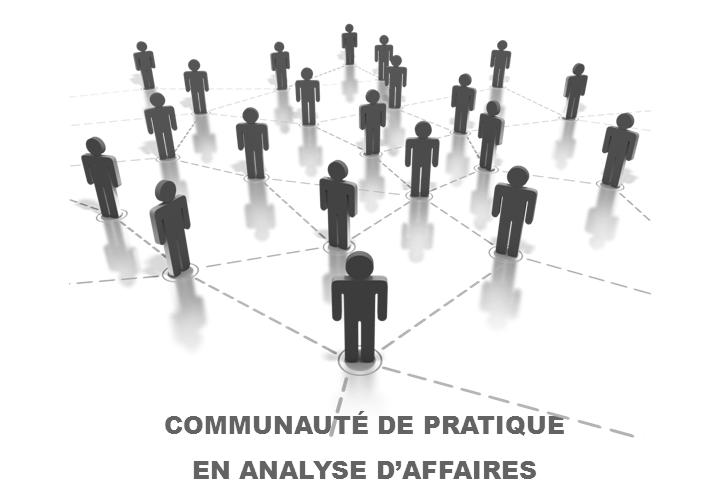 COMMUNAUTÉ DE PRATIQUE
EN ANALYSE D’AFFAIRES